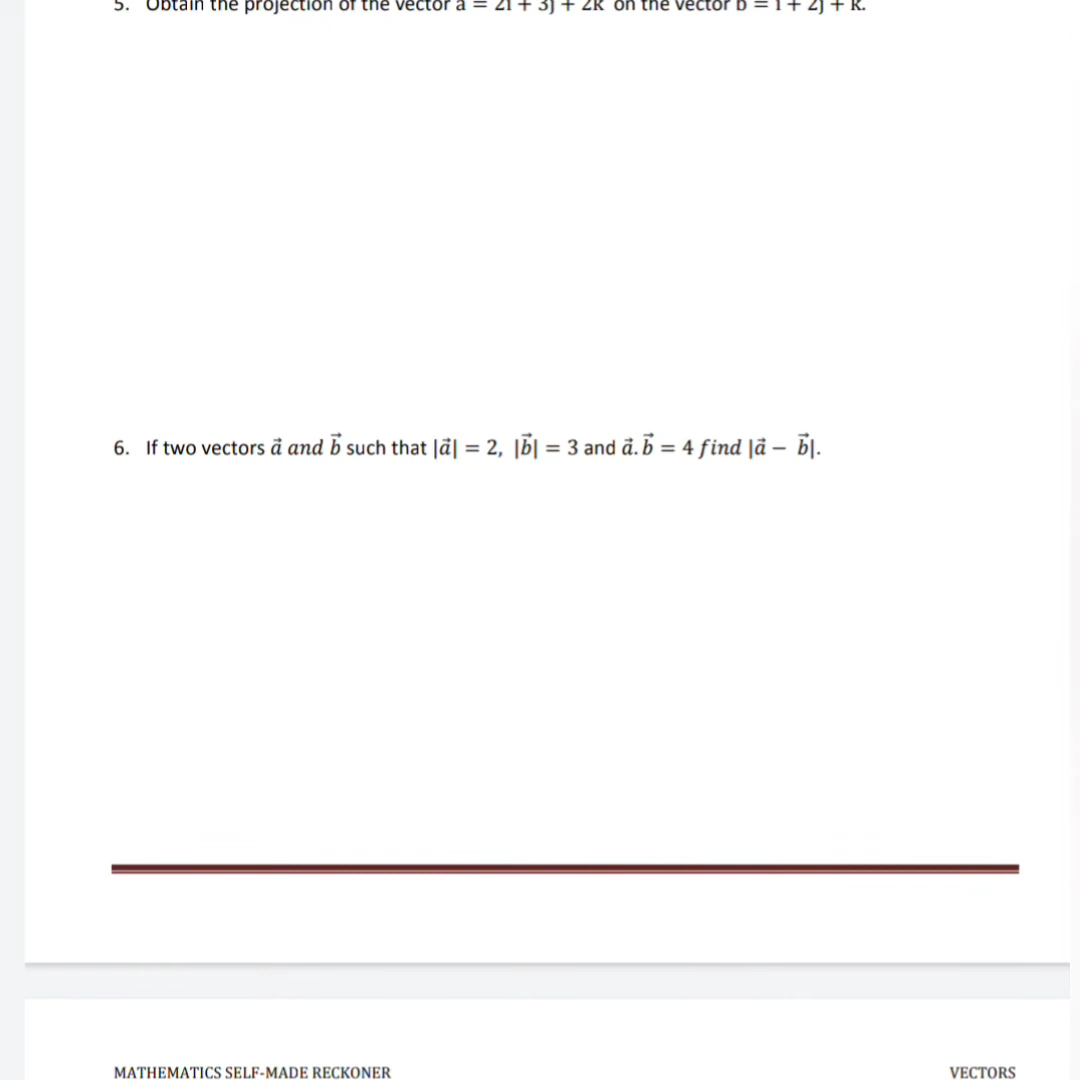 5. Obtain the projection of the vector a = 2i + 3j + 2k on the vector b = i + 2j + k.
6. If two vectors a⃗ and b⃗ such that |a⃗| = 2, |b⃗| = 3 and a⃗. b⃗ = 4 find |a⃗ − b⃗|.
MATHEMATICS SELF-MADE RECKONER VECTORS